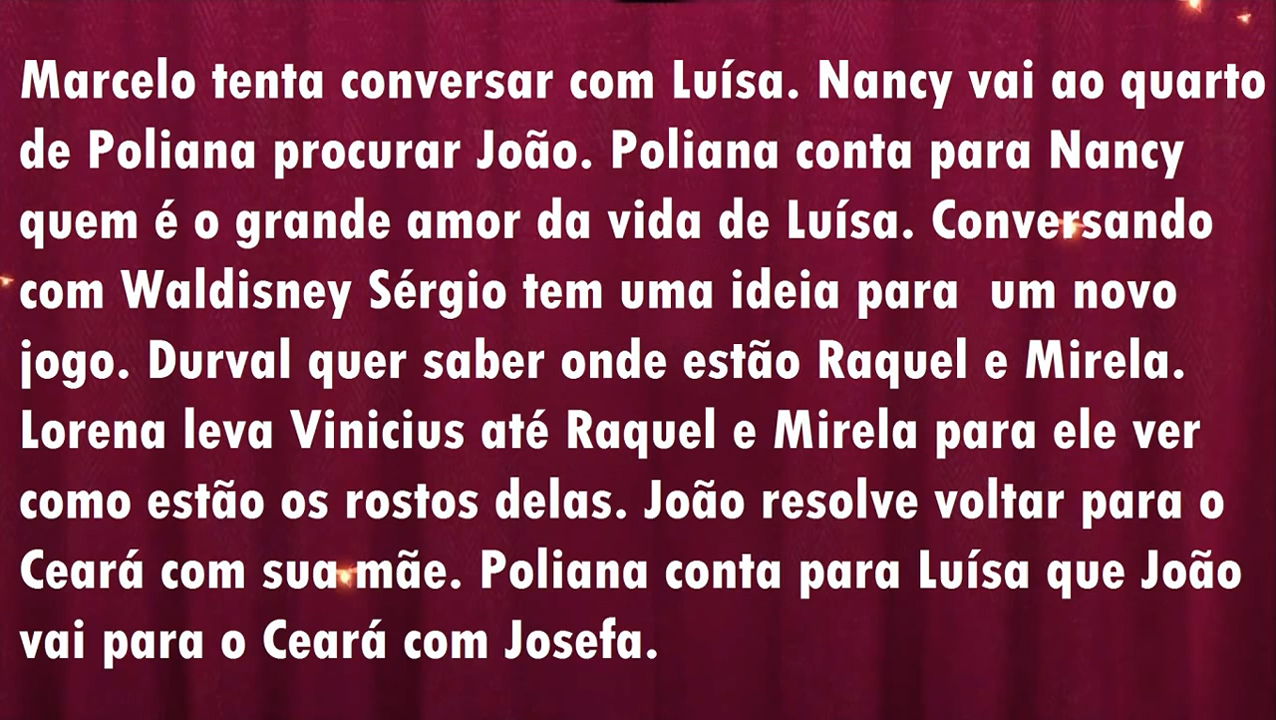 Marcelo tenta conversar com Luísa. Nancy vai ao quarto
de Poliana procurar João. Poliana conta para Nancy
quem é o grande amor da vida de Luísa. Conversando
com Waldisney Sérgio tem uma ideia para  um novo
jogo. Durval quer saber onde estão Raquel e Mirela.
Lorena leva Vinicius até Raquel e Mirela para ele ver
como estão os rostos delas. João resolve voltar para o
Ceará com sua mãe. Poliana conta para Luísa que João
vai para o Ceará com Josefa.